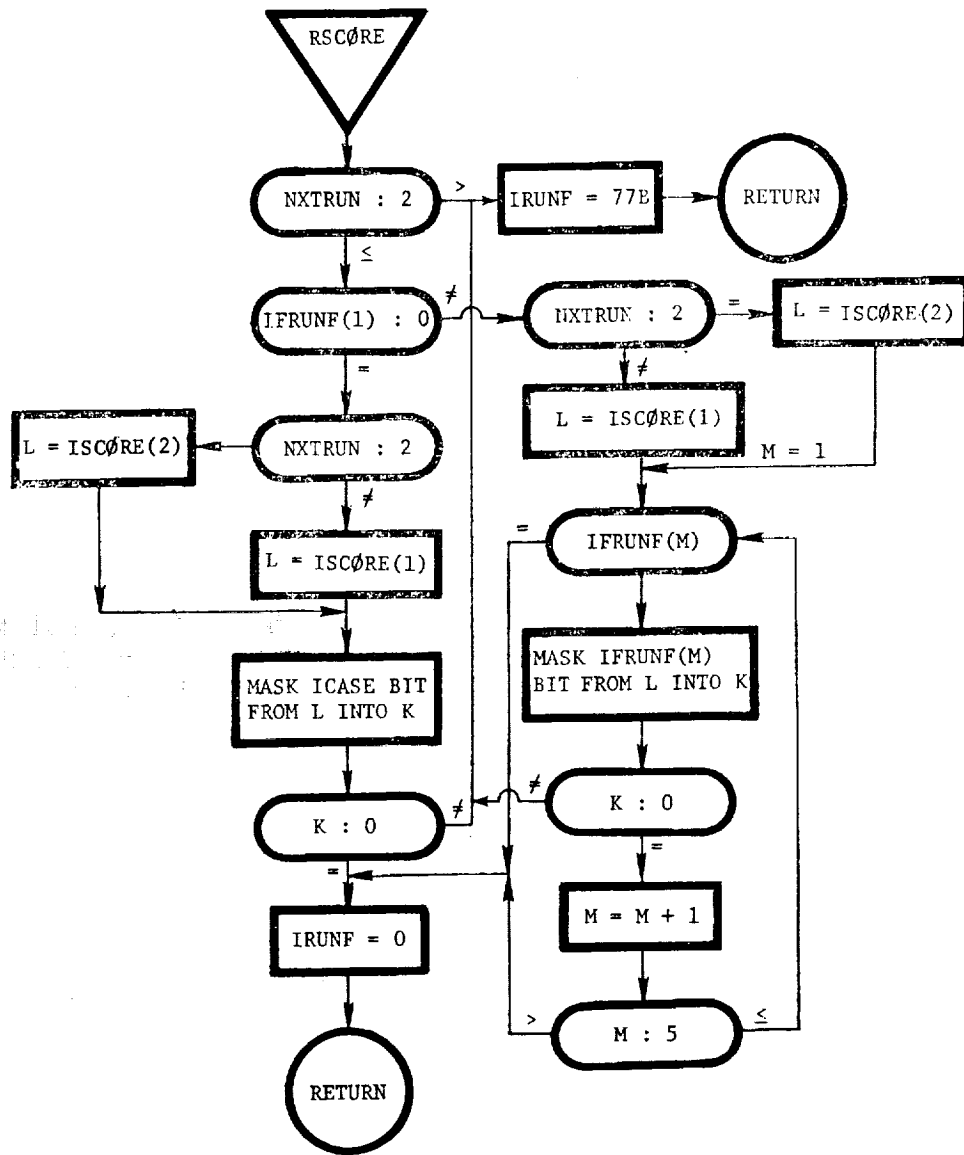 RSCØRE
NXTRUN : 2
>
IRUNF = 77B
RETURN
≤
IFRUNF(1) : 0
≠
NXTRUN : 2
=
L = ISCØRE(2)
=
≠
L = ISCØRE(2)
NXTRUN : 2
L = ISCØRE(1)
M = 1
≠
=
IFRUNF(M)
L = ISCØRE(1)
MASK ICASE BIT
FROM L INTO K
MASK IFRUNF(M)
BIT FROM L INTO K
K : 0
≠
≠
K : 0
=
=
IRUNF = 0
M = M + 1
>
M : 5
≤
RETURN